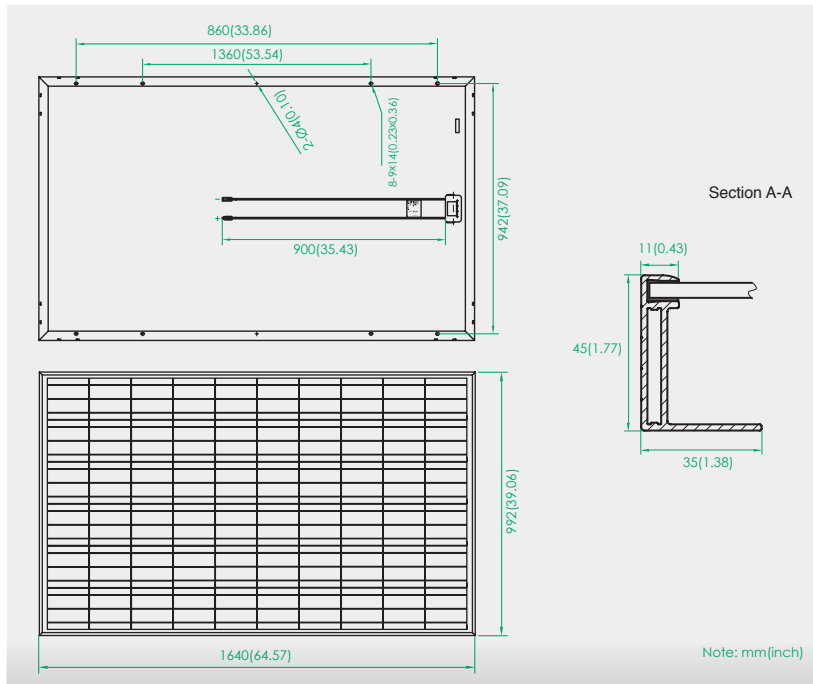 860(33.86)
1360(53.54)
2-Ø4(0.10)
8-9x14(0.23x0.36)
942(37.09)
−
+
900(35.43)
Section A-A
11(0.43)
45(1.77)
35(1.38)
992(39.06)
1640(64.57)
Note: mm(inch)